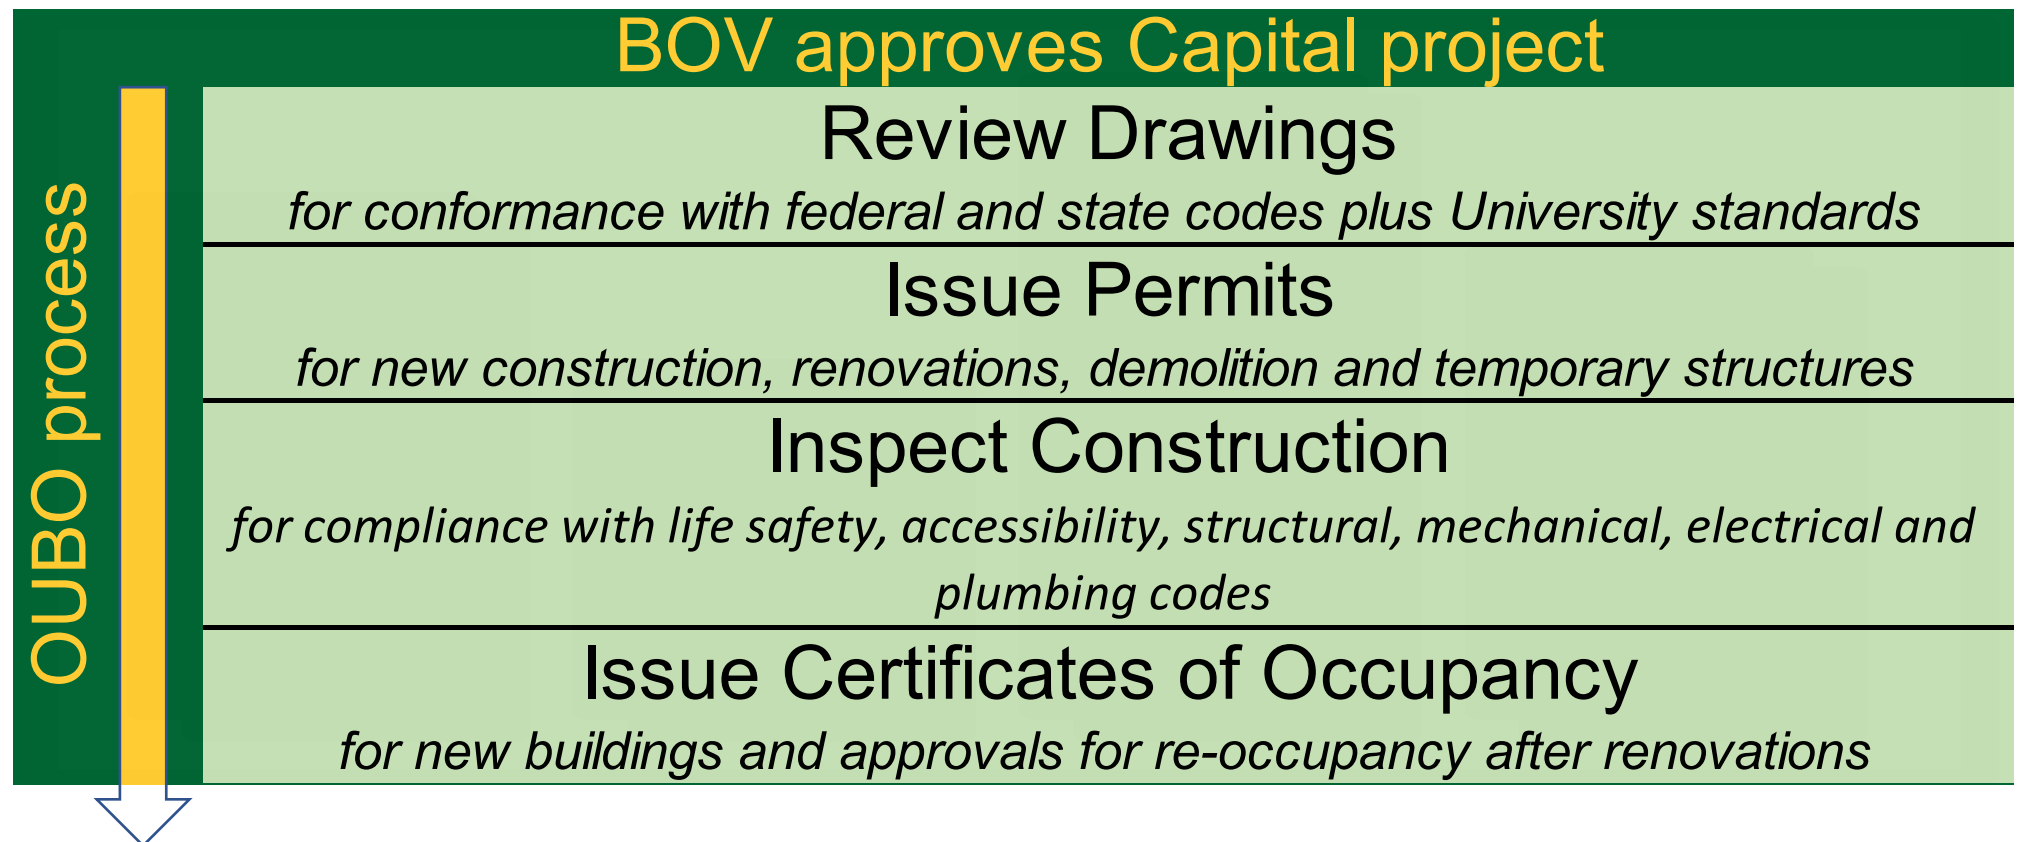 BOV approves Capital project
OUBO process
Review Drawings
for conformance with federal and state codes plus University standards
Issue Permits
for new construction, renovations, demolition and temporary structures
Inspect Construction
for compliance with life safety, accessibility, structural, mechanical, electrical and
plumbing codes
Issue Certificates of Occupancy
for new buildings and approvals for re-occupancy after renovations